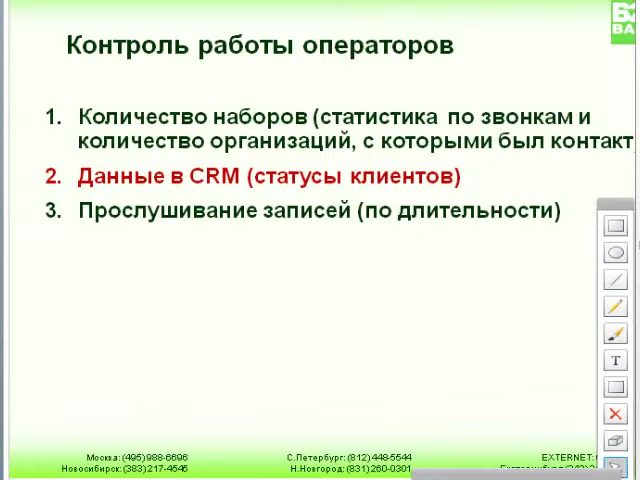 Контроль работы операторов
1. Количество наборов (статистика по звонкам и
количество организаций, с которыми был контакт
2. Данные в CRM (статусы клиентов)
3. Прослушивание записей (по длительности)
T
Москва: (495) 988-6696 С.Петербург: (812) 448-5544 EXTERNET:
Новосибирск: (383) 217-4545 Н.Новгород: (831) 260-0301